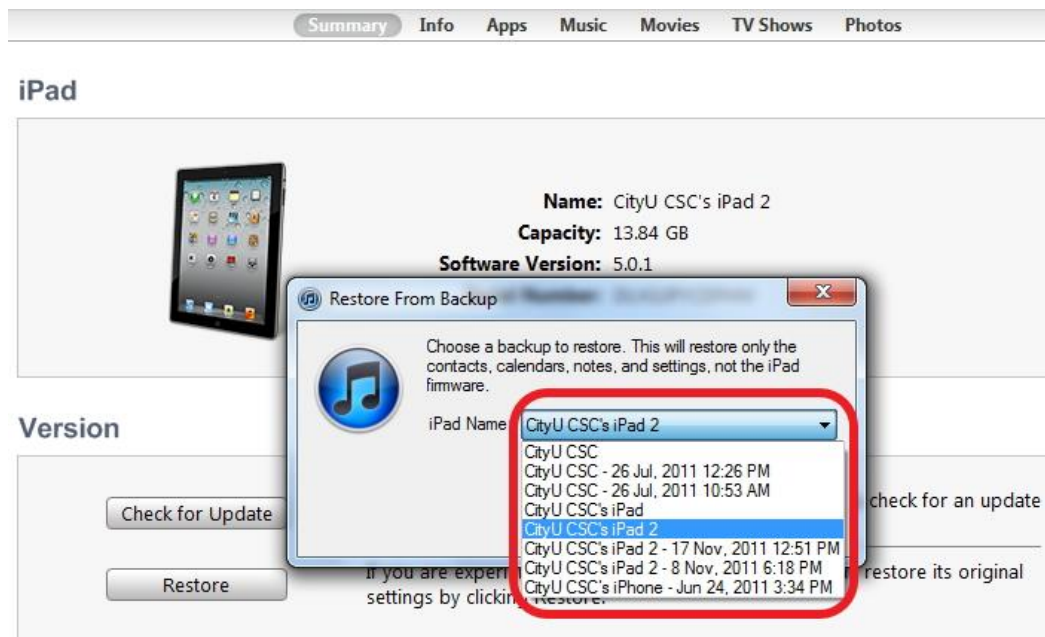 Summary Info Apps Music Movies TV Shows Photos
iPad
Name: CityU CSC's iPad 2
Capacity: 13.84 GB
Software Version: 5.0.1
Restore From Backup
Choose a backup to restore. This will restore only the
contacts, calendars, notes, and settings, not the iPad
firmware.
iPad Name CityU CSC's iPad 2
CityU CSC
CityU CSC - 26 Jul, 2011 12:26 PM
CityU CSC - 26 Jul, 2011 10:53 AM
CityU CSC's iPad
CityU CSC's iPad 2
CityU CSC's iPad 2 - 17 Nov, 2011 12:51 PM
CityU CSC's iPad 2 - 8 Nov, 2011 6:18 PM
CityU CSC's iPhone - Jun 24, 2011 3:34 PM
Version
Check for Update
check for an update
Restore
If you are restore its original
settings by clicking Restore.